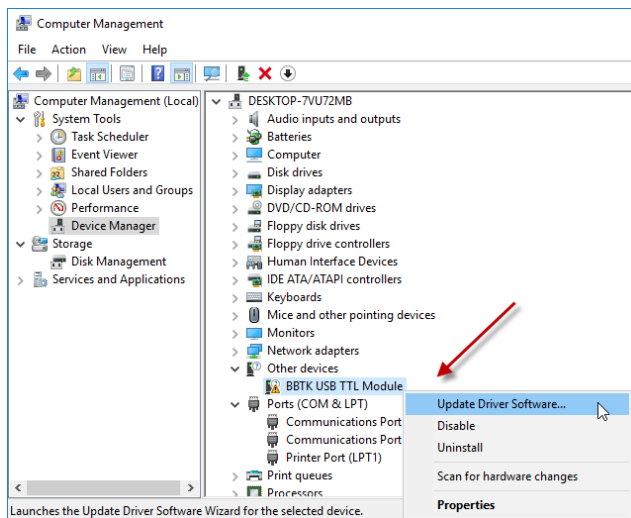 Computer Management
File Action View Help
Computer Management (Local)
System Tools
Task Scheduler
Event Viewer
Shared Folders
Local Users and Groups
Performance
Device Manager
Storage
Disk Management
Services and Applications
DESKTOP-7VU72MB
Audio inputs and outputs
Batteries
Computer
Disk drives
Display adapters
DVD/CD-ROM drives
Floppy disk drives
Floppy drive controllers
Human Interface Devices
IDE ATA/ATAPI controllers
Keyboards
Mice and other pointing devices
Monitors
Network adapters
Other devices
BBTK USB TTL Module
Ports (COM & LPT)
Communications Port
Communications Port
Printer Port (LPT1)
Print queues
Processors
Update Driver Software...
Disable
Uninstall
Scan for hardware changes
Properties
Launches the Update Driver Software Wizard for the selected device.